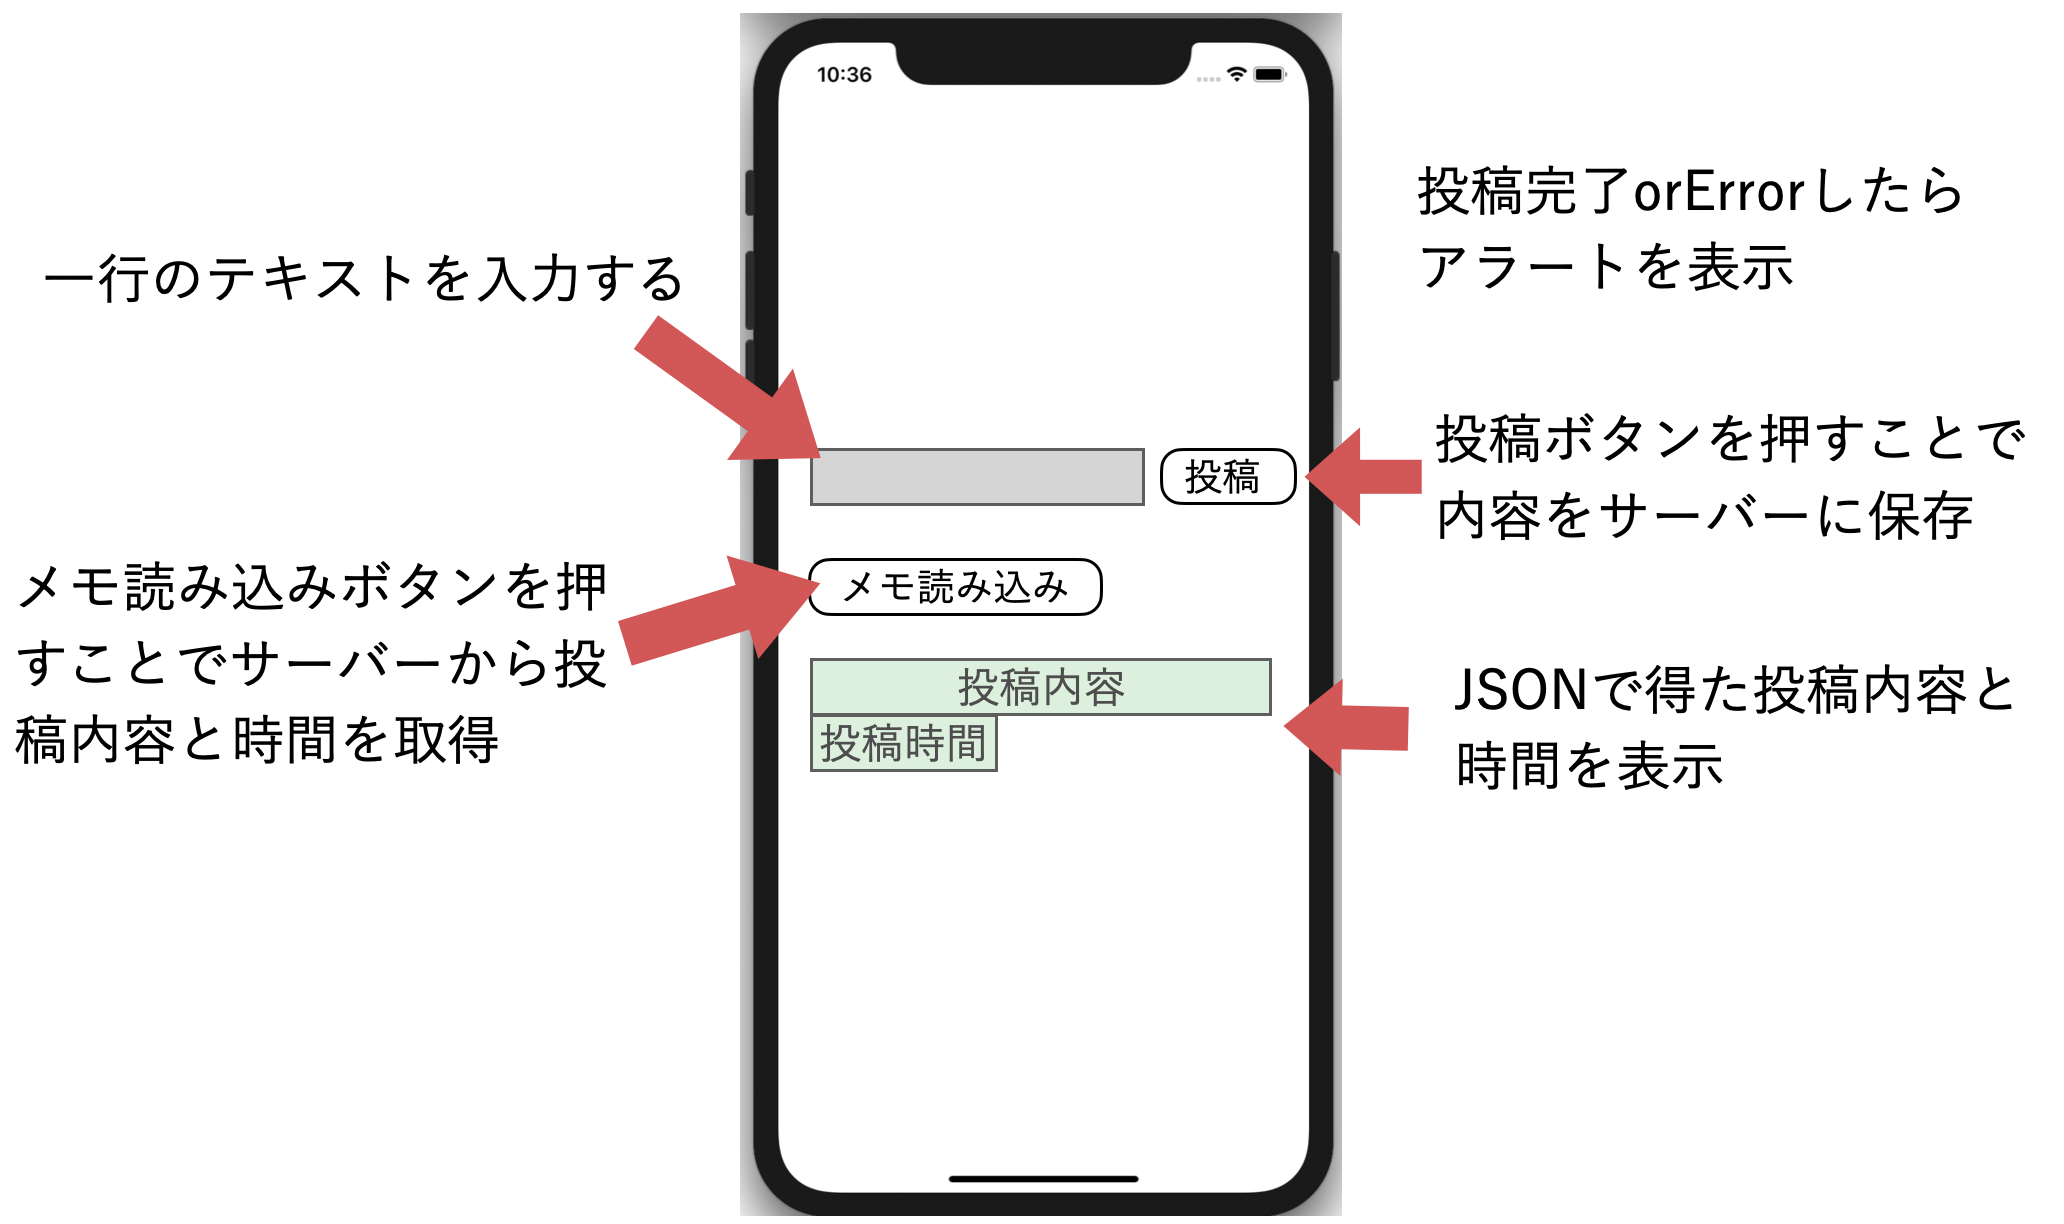 10:36
投稿完了orErrorしたら
アラートを表示
一行のテキストを入力する
投稿
投稿ボタンを押すことで
内容をサーバーに保存
メモ読み込みボタンを押
すことでサーバーから投
稿内容と時間を取得
メモ読み込み
投稿内容
投稿時間
JSONで得た投稿内容と
時間を表示